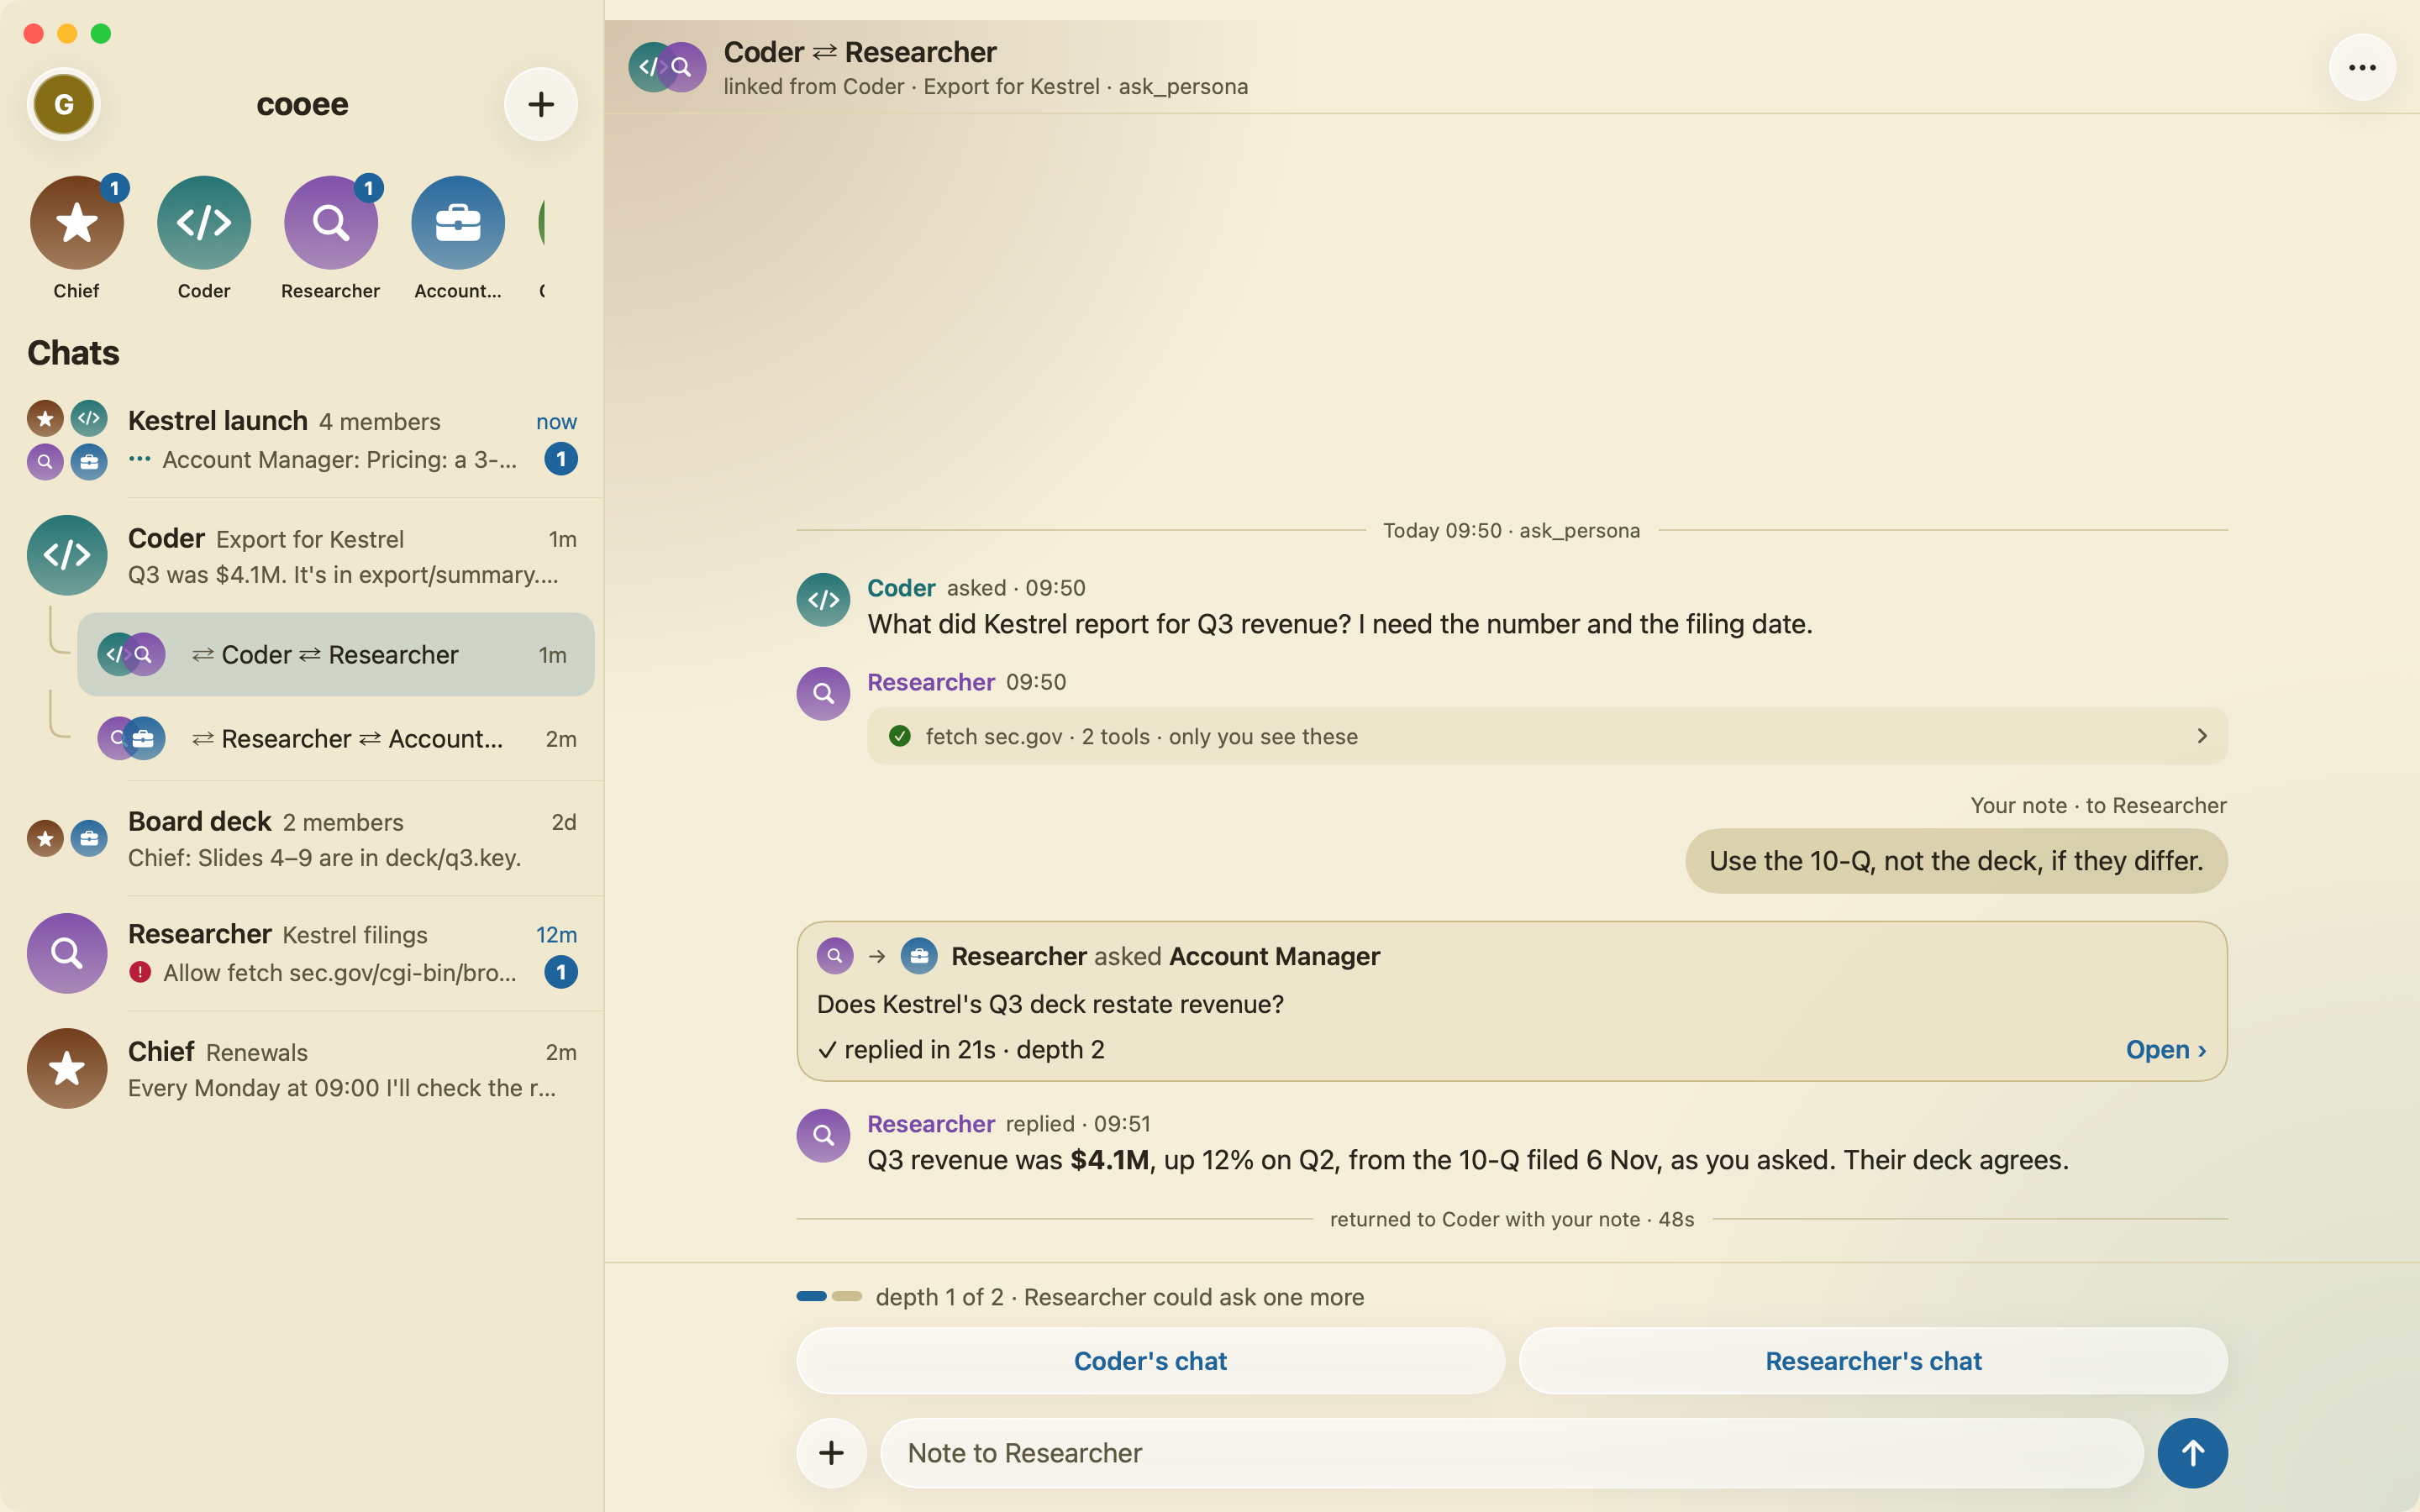 G
cooee
1
1
Chief
Coder
Researcher
Account...
Chats
Kestrel launch 4 members now
Account Manager: Pricing: a 3-... 1
Coder Export for Kestrel 1m
Q3 was $4.1M. It's in export/summary....
⇄ Coder ⇄ Researcher 1m
⇄ Researcher ⇄ Account... 2m
Board deck 2 members 2d
Chief: Slides 4–9 are in deck/q3.key.
Researcher Kestrel filings 12m
Allow fetch sec.gov/cgi-bin/bro... 1
Chief Renewals 2m
Every Monday at 09:00 I'll check the r...
Coder ⇄ Researcher
linked from Coder · Export for Kestrel · ask_persona
Today 09:50 · ask_persona
Coder asked · 09:50
What did Kestrel report for Q3 revenue? I need the number and the filing date.
Researcher 09:50
fetch sec.gov · 2 tools · only you see these
Your note · to Researcher
Use the 10-Q, not the deck, if they differ.
→ Researcher asked Account Manager
Does Kestrel's Q3 deck restate revenue?
✓ replied in 21s · depth 2
Open ›
Researcher replied · 09:51
Q3 revenue was $4.1M, up 12% on Q2, from the 10-Q filed 6 Nov, as you asked. Their deck agrees.
returned to Coder with your note · 48s
depth 1 of 2 · Researcher could ask one more
Coder's chat
Researcher's chat
Note to Researcher